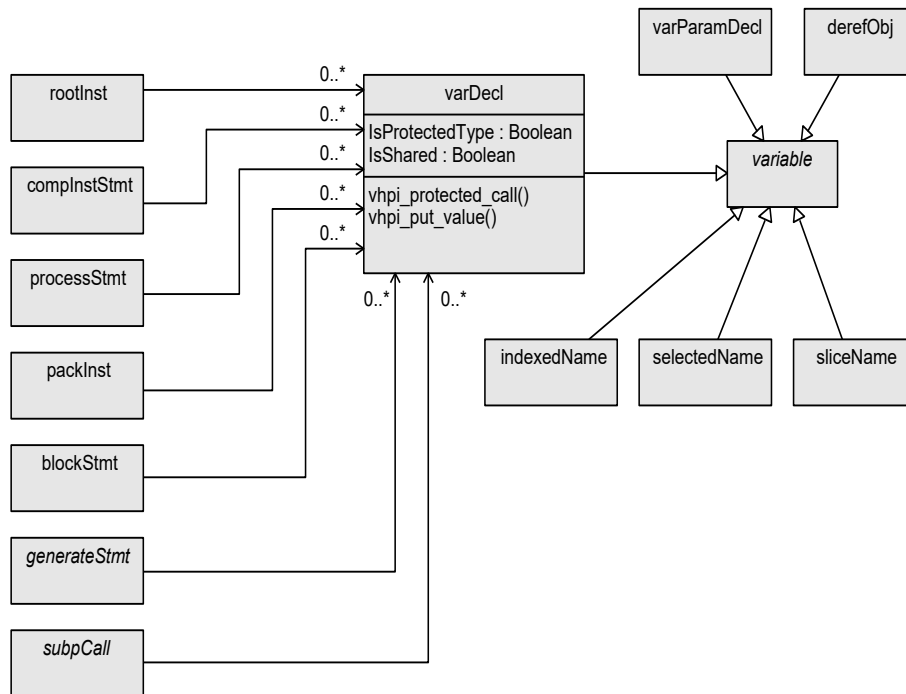 varParamDecl
derefObj
rootInst
0..*
varDecl
0..*
IsProtectedType : Boolean
IsShared : Boolean
variable
compInstStmt
0..*
0..*
vhpi_protected_call()
vhpi_put_value()
0..*
processStmt
0..*
0..*
indexedName
selectedName
sliceName
packInst
blockStmt
generateStmt
subpCall